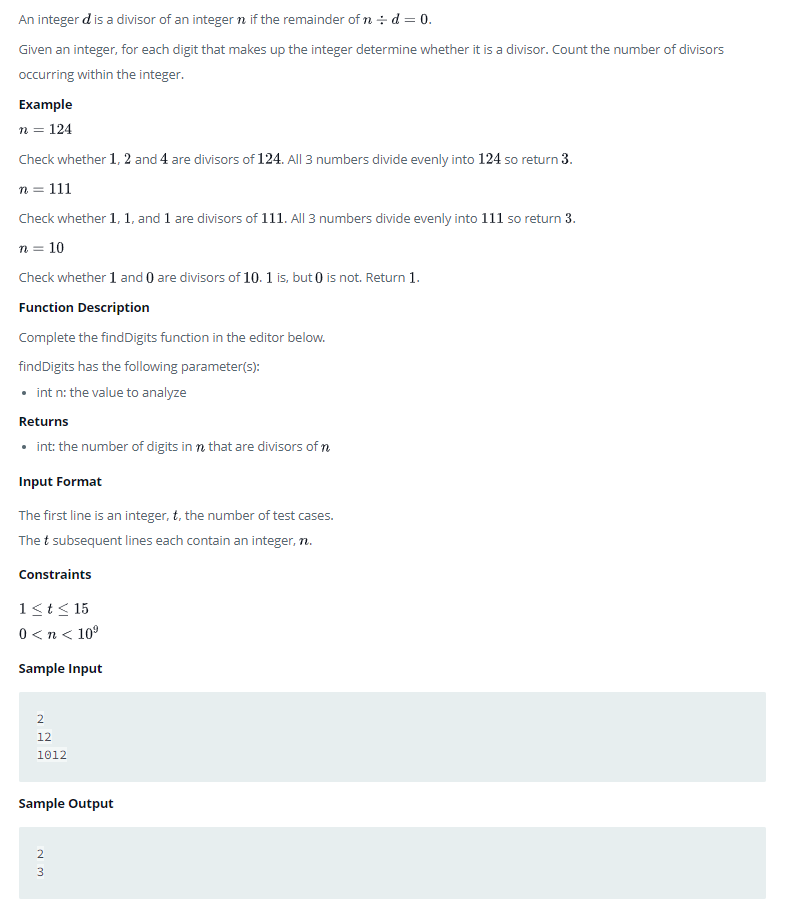 An integer d is a divisor of an integer n if the remainder of n ÷ d = 0.
Given an integer, for each digit that makes up the integer determine whether it is a divisor. Count the number of divisors
occurring within the integer.
Example
n = 124
Check whether 1, 2 and 4 are divisors of 124. All 3 numbers divide evenly into 124 so return 3.
n = 111
Check whether 1, 1, and 1 are divisors of 111. All 3 numbers divide evenly into 111 so return 3.
n = 10
Check whether 1 and 0 are divisors of 10. 1 is, but 0 is not. Return 1.
Function Description
Complete the findDigits function in the editor below.
findDigits has the following parameter(s):
• int n: the value to analyze
Returns
• int: the number of digits in n that are divisors of n
Input Format
The first line is an integer, t, the number of test cases.
The t subsequent lines each contain an integer, n.
Constraints
1 ≤ t ≤ 15
0 < n < 10⁹
Sample Input
2
12
1012
Sample Output
2
3